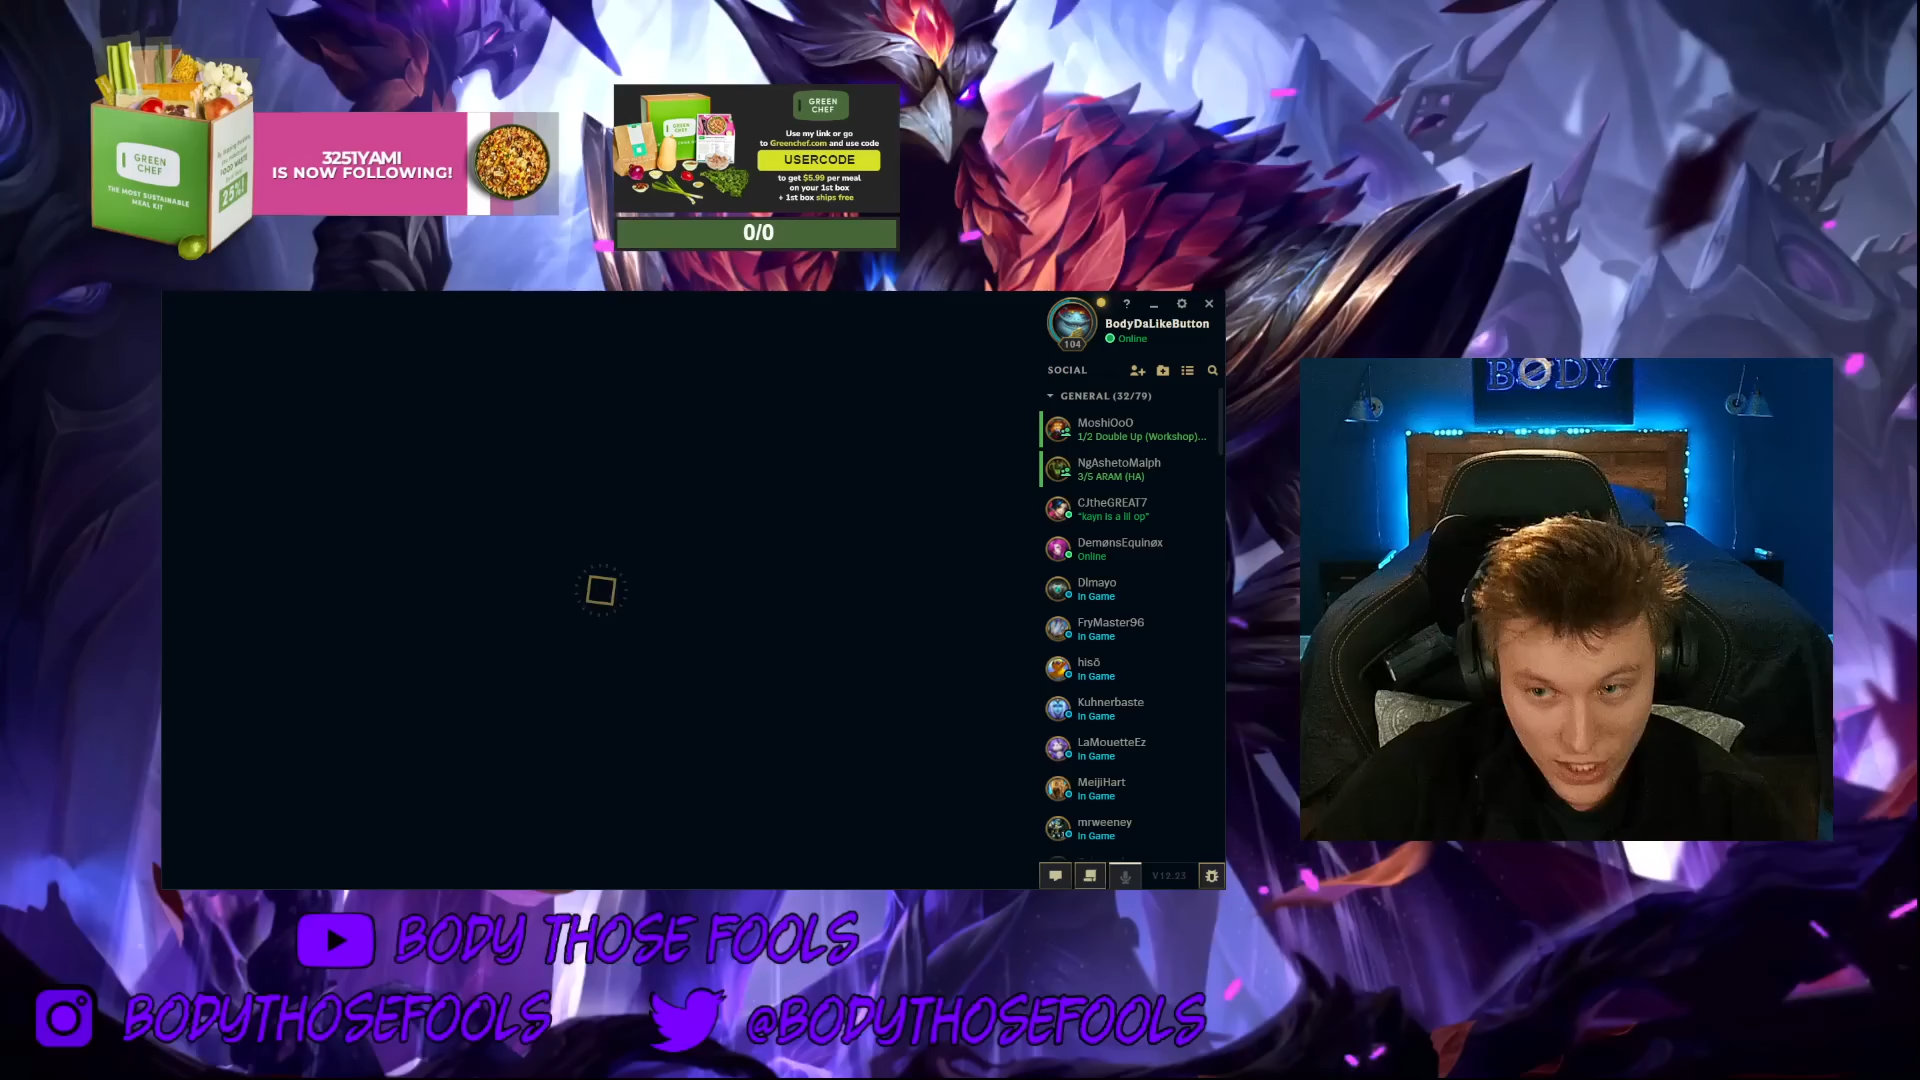 GREEN
CHEF
THE MOST SUSTAINABLE
MEAL KIT
FOOD WASTE
25%!
3251YAMI
IS NOW FOLLOWING!
GREEN
CHEF
Use my link or go
to Greenchef.com and use code
USERCODE
to get $5.99 per meal
on your 1st box
+ 1st box ships free
0/0
?
BodyDaLikeButton
104
Online
SOCIAL
GENERAL (32/79)
MoshiOoO
1/2 Double Up (Workshop)...
NgAshetoMalph
3/5 ARAM (HA)
CJtheGREAT7
"kayn is a lil op"
DemønsEquinøx
Online
Dlmayo
In Game
FryMaster96
In Game
hisõ
In Game
Kuhnerbaste
In Game
LaMouetteEz
In Game
MeijiHart
In Game
mrweeney
In Game
V12.23
BODY
BODY THOSE FOOLS
BODYTHOSEFOOLS
@BODYTHOSEFOOLS